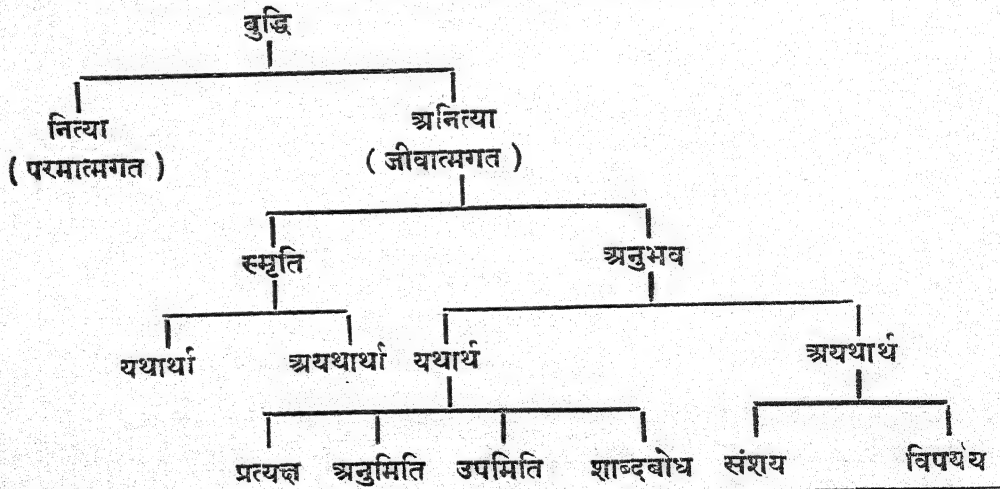 बुद्धि
नित्या अनित्या
( परमात्मगत ) ( जीवात्मगत )
स्मृति अनुभव
यथार्था अयथार्था यथार्थ अयथार्थ
प्रत्यक्ष अनुमिति उपमिति शाब्दबोध संशय विपर्यय